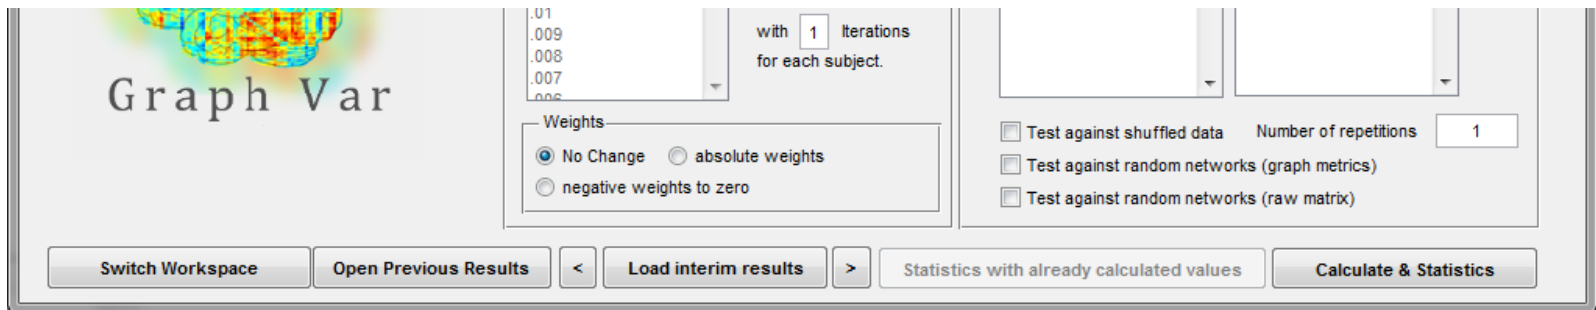 .01
.009
.008
.007
.006
with 1 Iterations
for each subject.
Graph Var
Weights
No Change
absolute weights
negative weights to zero
Test against shuffled data
Number of repetitions 1
Test against random networks (graph metrics)
Test against random networks (raw matrix)
Switch Workspace
Open Previous Results
<
Load interim results
>
Statistics with already calculated values
Calculate & Statistics